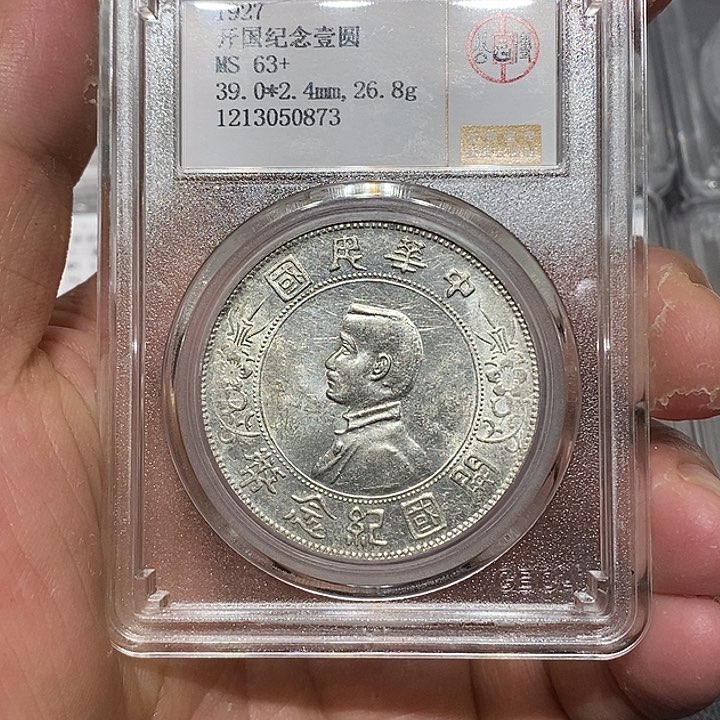 1927
开国纪念壹圆
MS 63+
39.0*2.4mm, 26.8g
1213050873
中華民國
開國紀念幣